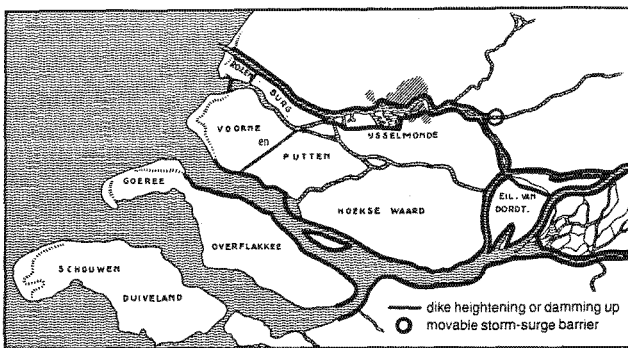 ROZEN
BURG
VOORNE
en
PUTTEN
IJSSELMONDE
GOEREE
HOEKSE WAARD
EIL. VAN
DORDT.
OVERFLAKKEE
SCHOUWEN
DUIVELAND
dike heightening or damming up
movable storm-surge barrier